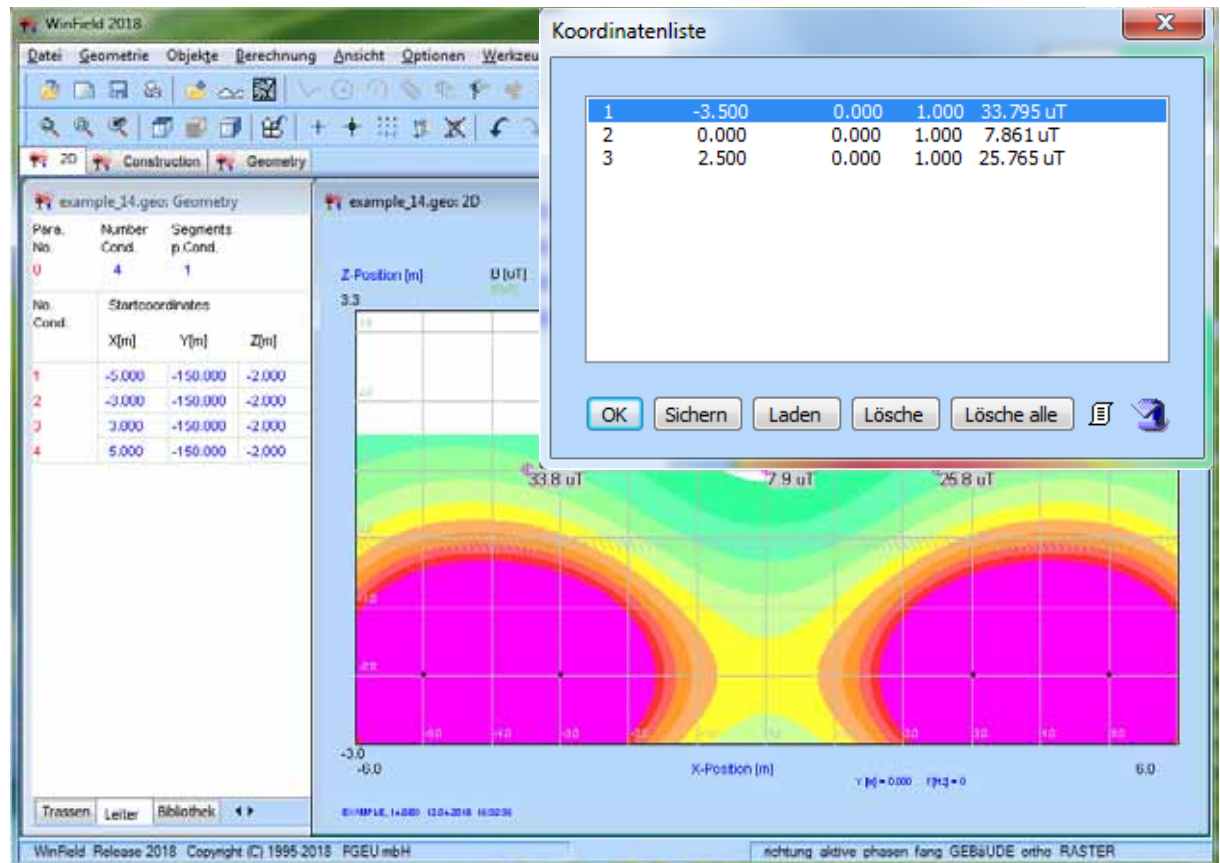 WinField 2018
Datei Geometrie Objekte Berechnung Ansicht Optionen Werkzeu
2D Construction Geometry
example_14.geo: Geometry
Para. No. Number Cond. Segments p.Cond.
0 4 1
No. Cond. Startcoordinates
X[m] Y[m] Z[m]
1 -5.000 -150.000 -2.000
2 -3.000 -150.000 -2.000
3 3.000 -150.000 -2.000
4 5.000 -150.000 -2.000
Trassen Leiter Bibliothek
example_14.geo: 2D
Z-Position [m] B [uT]
3.3
33.8 uT 7.9 uT 25.8 uT
-3.0
-6.0 X-Position [m] 6.0
Koordinatenliste
1 -3.500 0.000 1.000 33.795 uT
2 0.000 0.000 1.000 7.861 uT
3 2.500 0.000 1.000 25.765 uT
OK Sichern Laden Lösche Lösche alle
WinField Release 2018 Copyright (C) 1995-2018 FGEU mbH
richtung aktive phasen fang GEBäUDE ortho RASTER